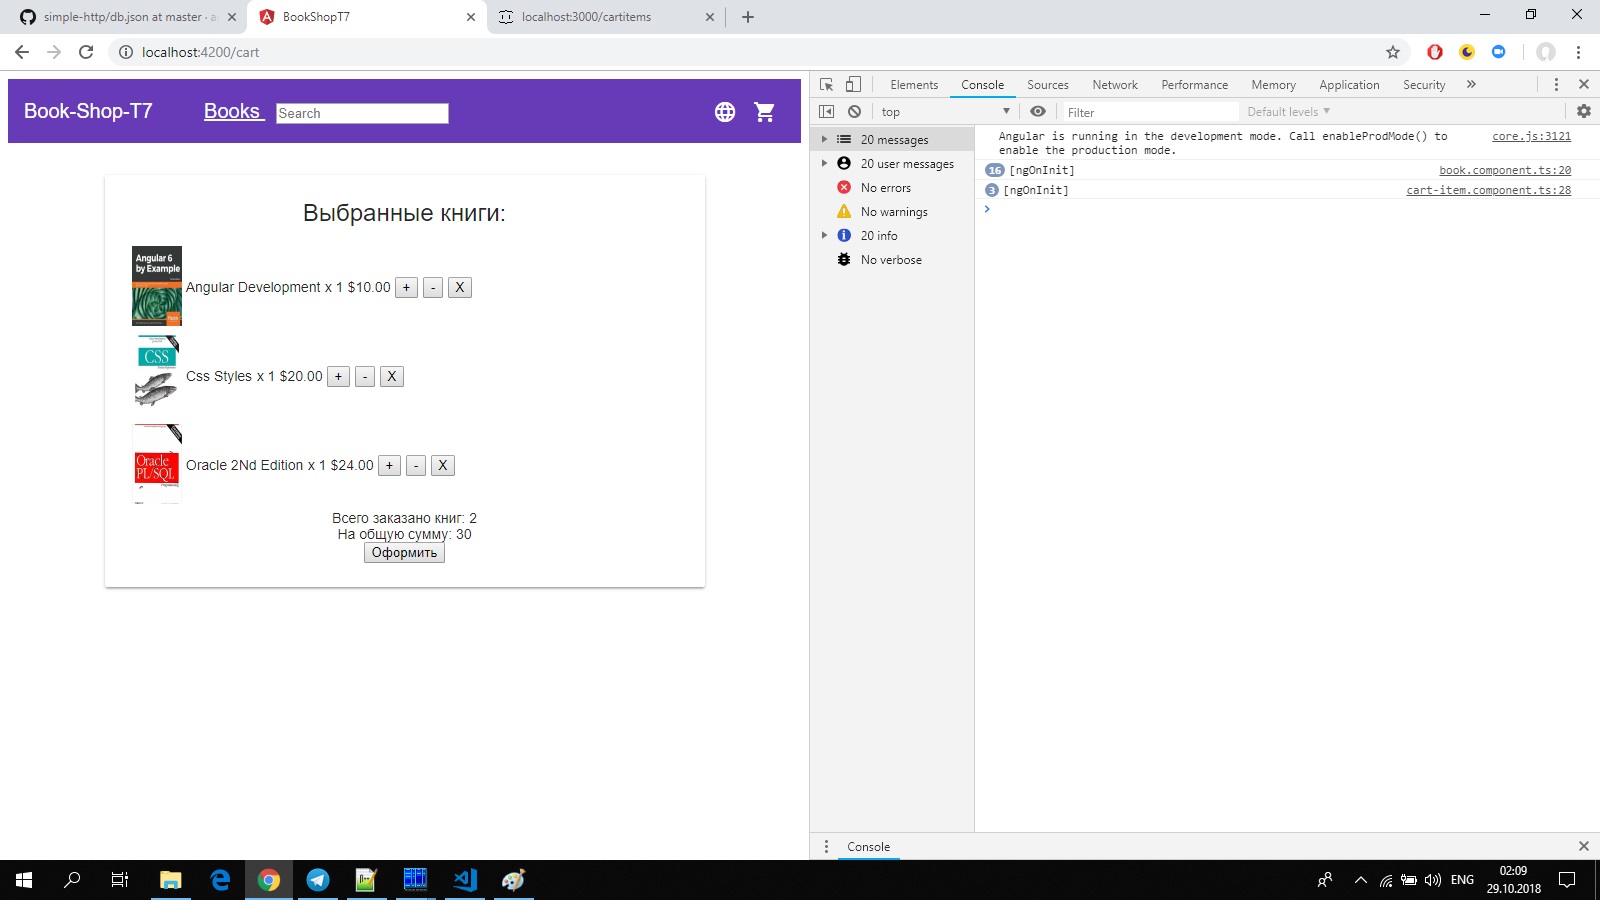 simple-http/db.json at master · a
BookShopT7
localhost:3000/cartitems
localhost:4200/cart
Book-Shop-T7
Books
Search
Выбранные книги:
Angular 6
by Example
Angular Development x 1 $10.00 + - X
CSS
Css Styles x 1 $20.00 + - X
Oracle
PL/SQL
Oracle 2Nd Edition x 1 $24.00 + - X
Всего заказано книг: 2
На общую сумму: 30
Оформить
Elements Console Sources Network Performance Memory Application Security »
top Filter Default levels
20 messages
20 user messages
No errors
No warnings
20 info
No verbose
Angular is running in the development mode. Call enableProdMode() to core.js:3121
enable the production mode.
16 [ngOnInit] book.component.ts:20
3 [ngOnInit] cart-item.component.ts:28
Console
ENG
02:09
29.10.2018